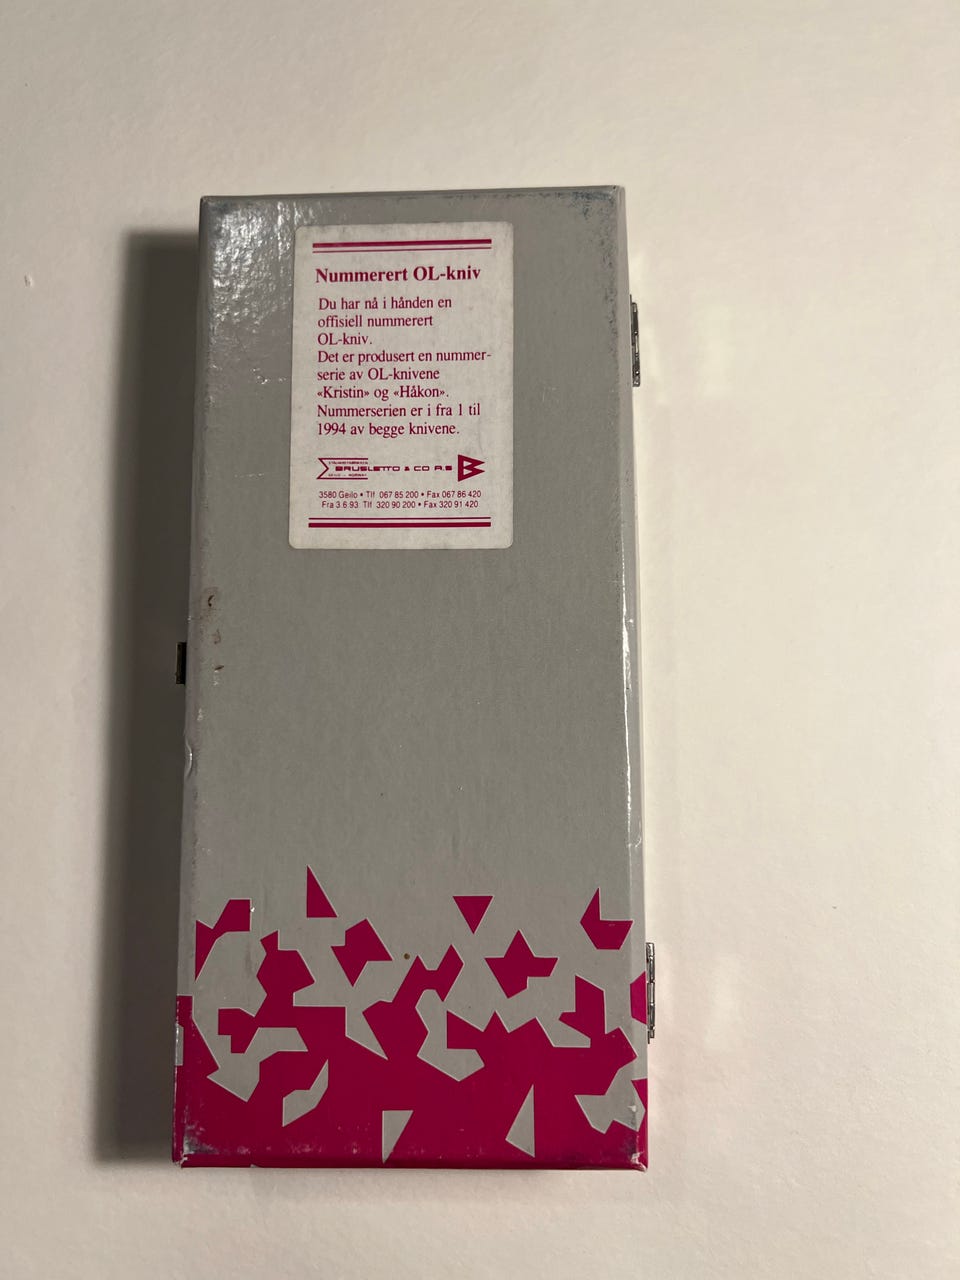 Nummerert OL-kniv
Du har nå i hånden en
offisiell nummerert
OL-kniv.
Det er produsert en nummer-
serie av OL-knivene
«Kristin» og «Håkon».
Nummerserien er i fra 1 til
1994 av begge knivene.
BRUSLETTO & CO A.S
GEILO — NORWAY
3580 Geilo • Tlf 067 85 200 • Fax 067 86 420
Fra 3.6 93 Tlf 320 90 200 • Fax 320 91 420